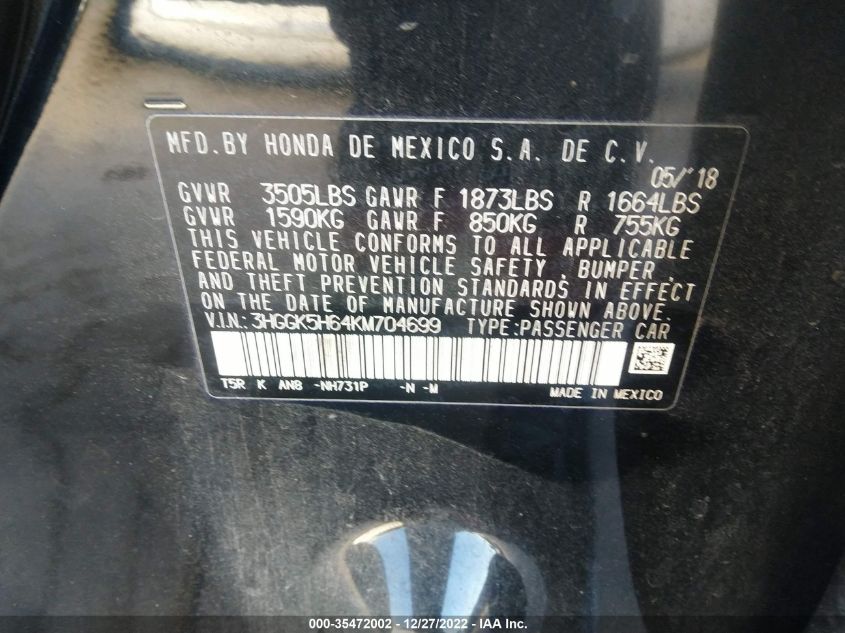 MFD.BY HONDA DE MEXICO S.A. DE C.V.
05/'18
GVWR 3505LBS GAWR F 1873LBS R 1664LBS
GVWR 1590KG GAWR F 850KG R 755KG
THIS VEHICLE CONFORMS TO ALL APPLICABLE
FEDERAL MOTOR VEHICLE SAFETY , BUMPER ,
AND THEFT PREVENTION STANDARDS IN EFFECT
ON THE DATE OF MANUFACTURE SHOWN ABOVE.
V.I.N.: 3HGGK5H64KM704699 TYPE:PASSENGER CAR
T5R K AN8 -NH731P -N -M MADE IN MEXICO
000-35472002 - 12/27/2022 - IAA Inc.